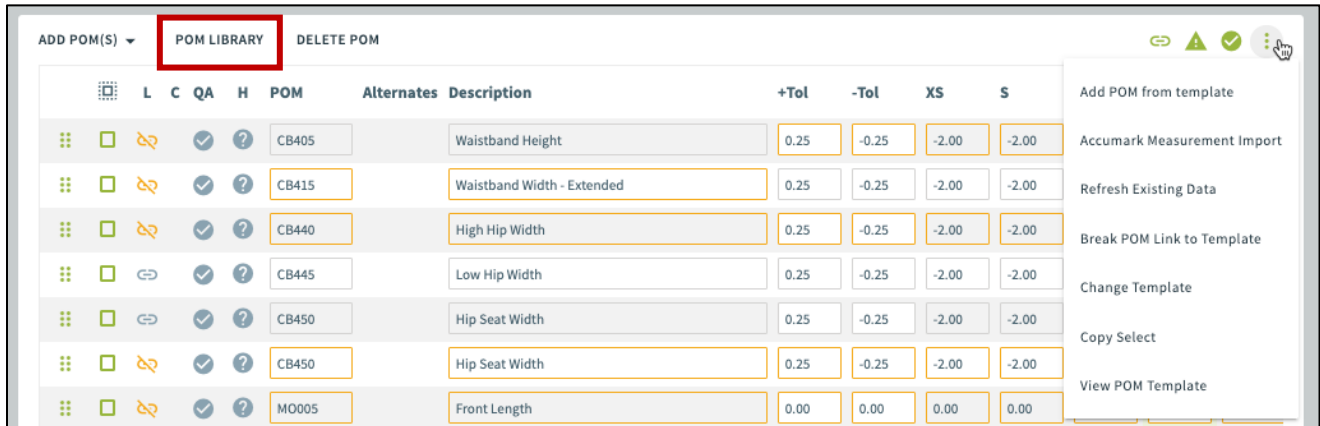 ADD POM(S) POM LIBRARY DELETE POM
L C QA H POM Alternates Description +Tol -Tol XS S
CB405 Waistband Height 0.25 -0.25 -2.00 -2.00
CB415 Waistband Width - Extended 0.25 -0.25 -2.00 -2.00
CB440 High Hip Width 0.25 -0.25 -2.00 -2.00
CB445 Low Hip Width 0.25 -0.25 -2.00 -2.00
CB450 Hip Seat Width 0.25 -0.25 -2.00 -2.00
CB450 Hip Seat Width 0.25 -0.25 -2.00 -2.00
MO005 Front Length 0.00 0.00 0.00 0.00
Add POM from template
Accumark Measurement Import
Refresh Existing Data
Break POM Link to Template
Change Template
Copy Select
View POM Template